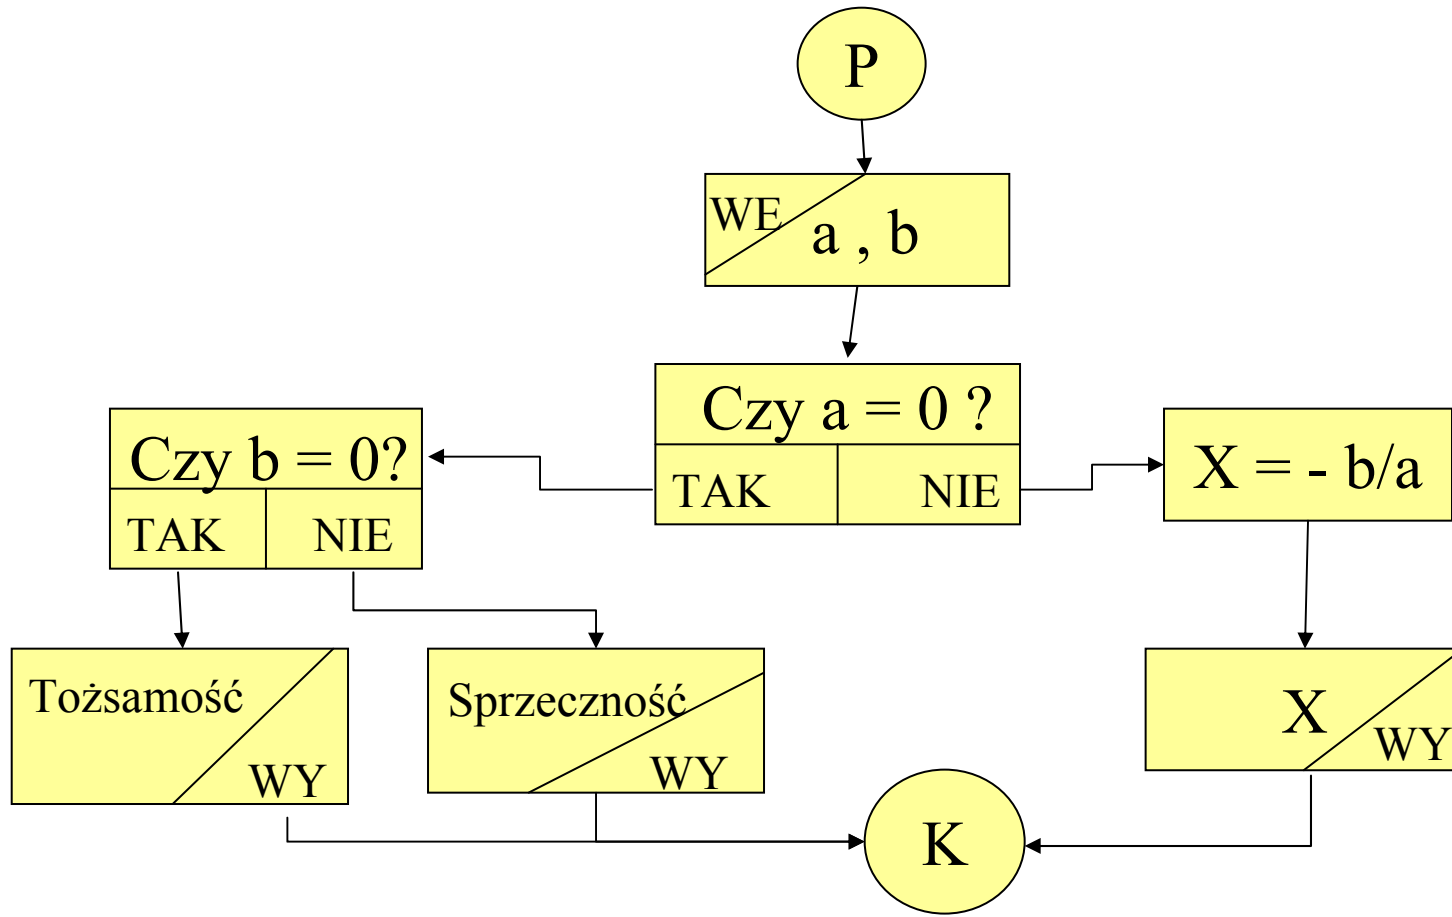 P
WE
a , b
Czy a = 0 ?
TAK
NIE
Czy b = 0?
TAK
NIE
X = - b/a
Tożsamość
WY
Sprzeczność
WY
X
WY
K